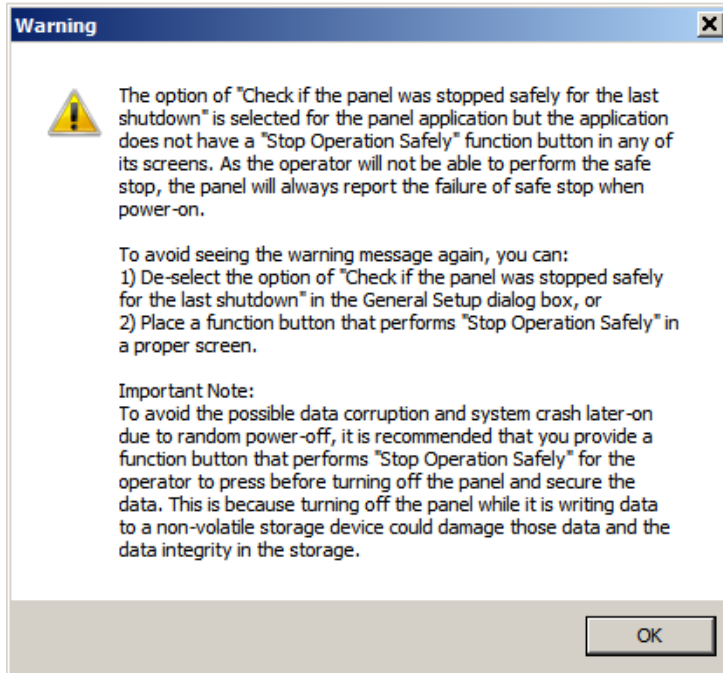 Warning
The option of "Check if the panel was stopped safely for the last
shutdown" is selected for the panel application but the application
does not have a "Stop Operation Safely" function button in any of
its screens. As the operator will not be able to perform the safe
stop, the panel will always report the failure of safe stop when
power-on.
To avoid seeing the warning message again, you can:
1) De-select the option of "Check if the panel was stopped safely
for the last shutdown" in the General Setup dialog box, or
2) Place a function button that performs "Stop Operation Safely" in
a proper screen.
Important Note:
To avoid the possible data corruption and system crash later-on
due to random power-off, it is recommended that you provide a
function button that performs "Stop Operation Safely" for the
operator to press before turning off the panel and secure the
data. This is because turning off the panel while it is writing data
to a non-volatile storage device could damage those data and the
data integrity in the storage.
OK